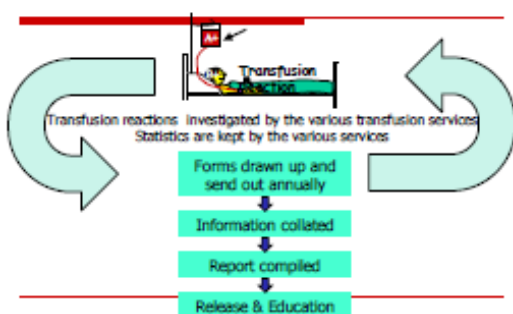 A+
Transfusion
reaction
Transfusion reactions investigated by the various transfusion services
Statistics are kept by the various services
Forms drawn up and
send out annually
Information collated
Report compiled
Release & Education